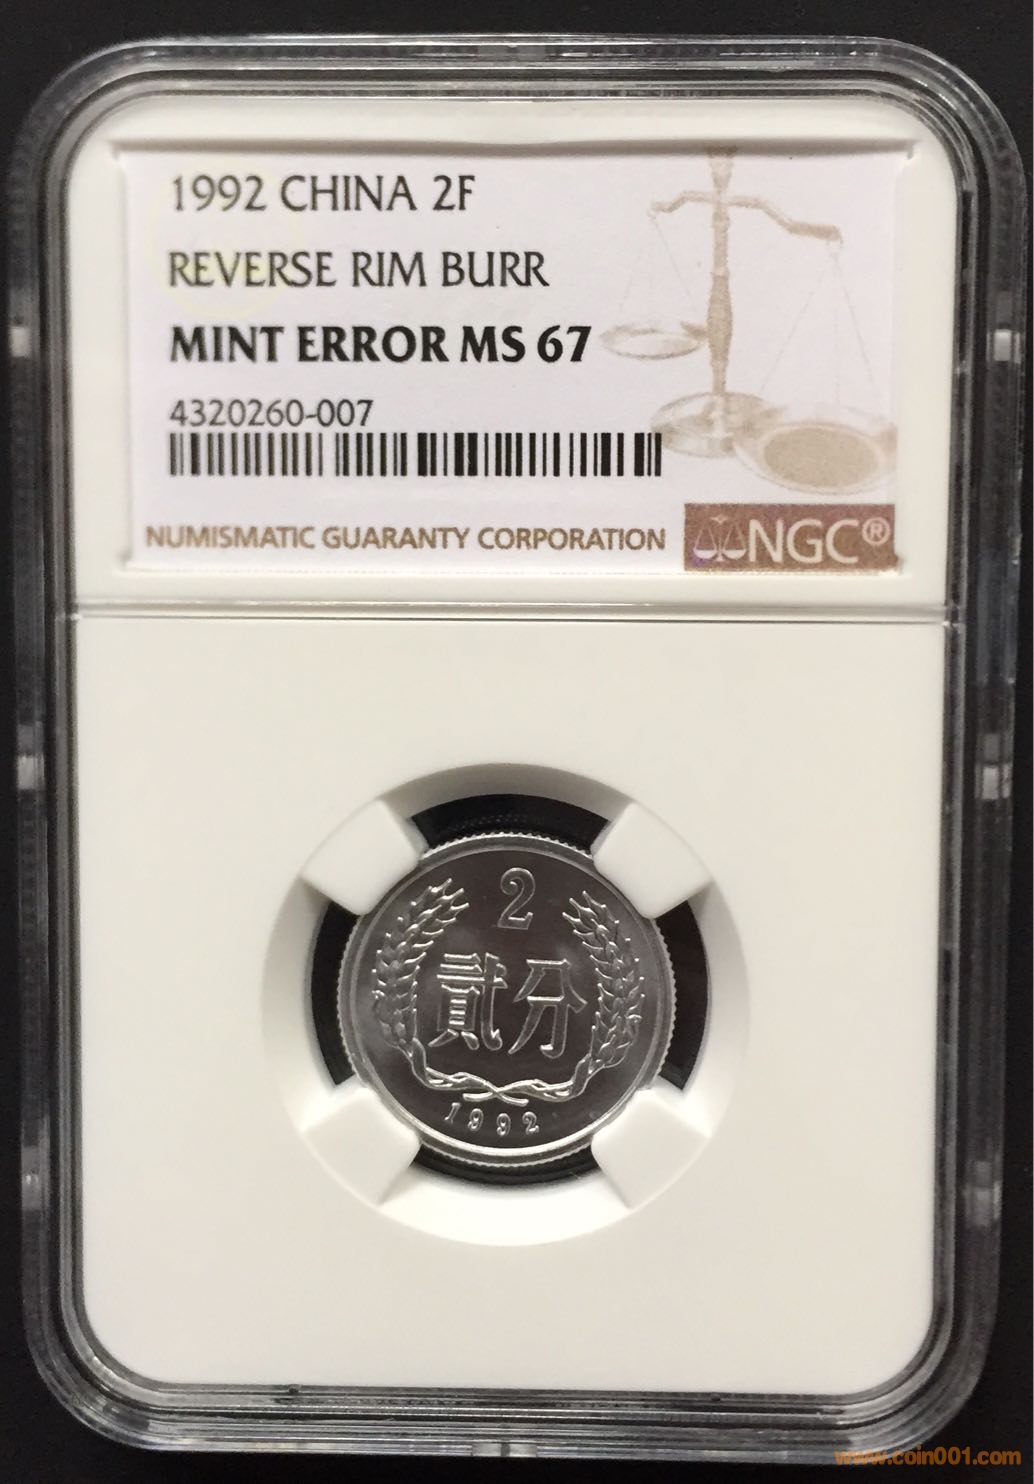 1992 CHINA 2F
REVERSE RIM BURR
MINT ERROR MS 67
4320260-007
NUMISMATIC GUARANTY CORPORATION
NGC®
2
貳分
1992
www.coin001.com